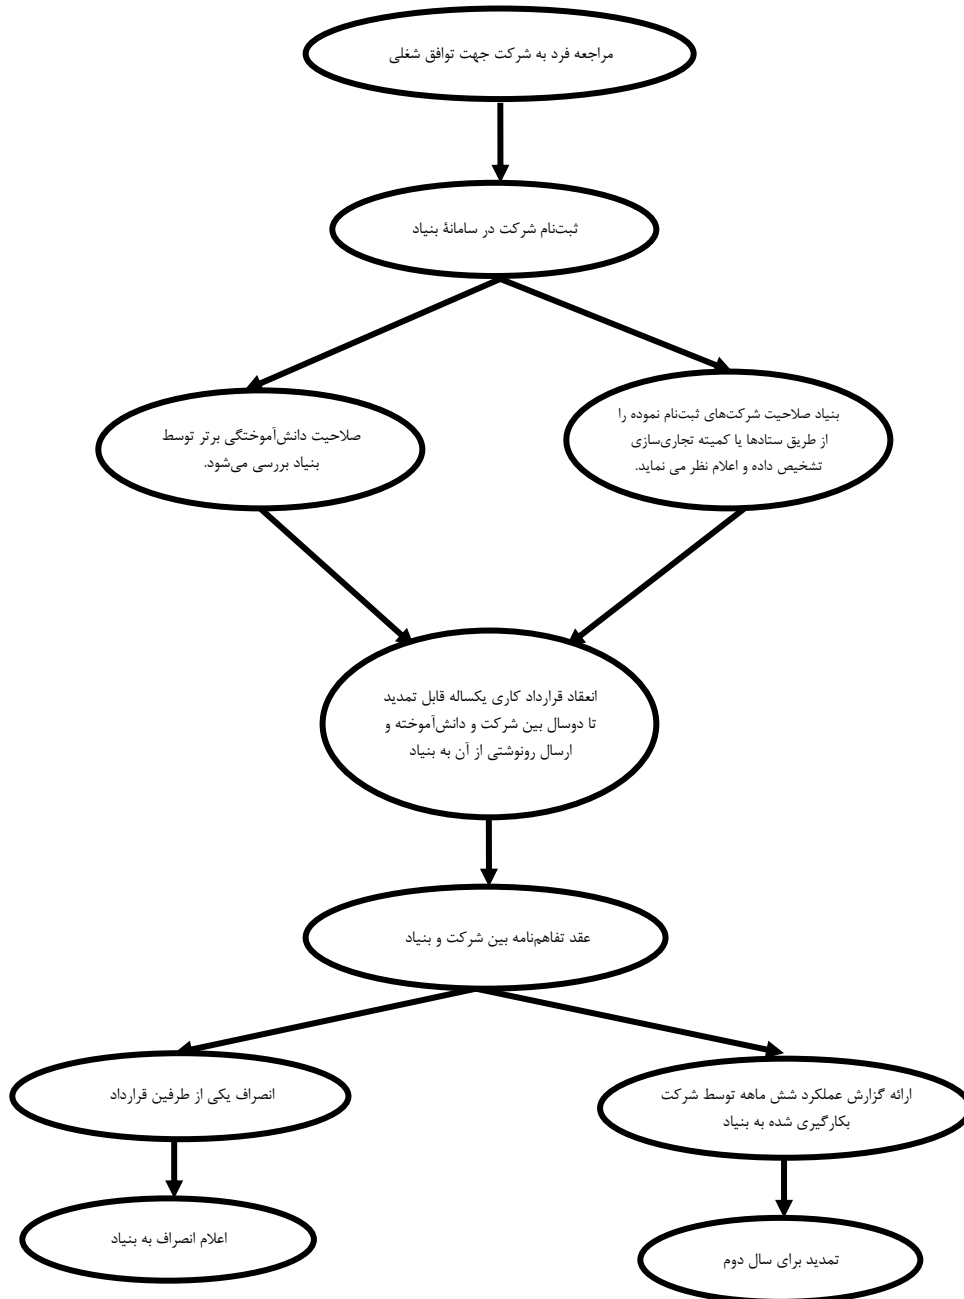 مراجعه فرد به شرکت جهت توافق شغلی
ثبت‌نام شرکت در سامانهٔ بنیاد
بنیاد صلاحیت شرکت‌های ثبت‌نام نموده را
از طریق ستادها یا کمیته تجاری‌سازی
تشخیص داده و اعلام نظر می نماید.
صلاحیت دانش‌آموختگی برتر توسط
بنیاد بررسی می‌شود.
انعقاد قرارداد کاری یکساله قابل تمدید
تا دوسال بین شرکت و دانش‌آموخته و
ارسال رونوشتی از آن به بنیاد
عقد تفاهم‌نامه بین شرکت و بنیاد
ارائه گزارش عملکرد شش ماهه توسط شرکت
بکارگیری شده به بنیاد
انصراف یکی از طرفین قرارداد
تمدید برای سال دوم
اعلام انصراف به بنیاد